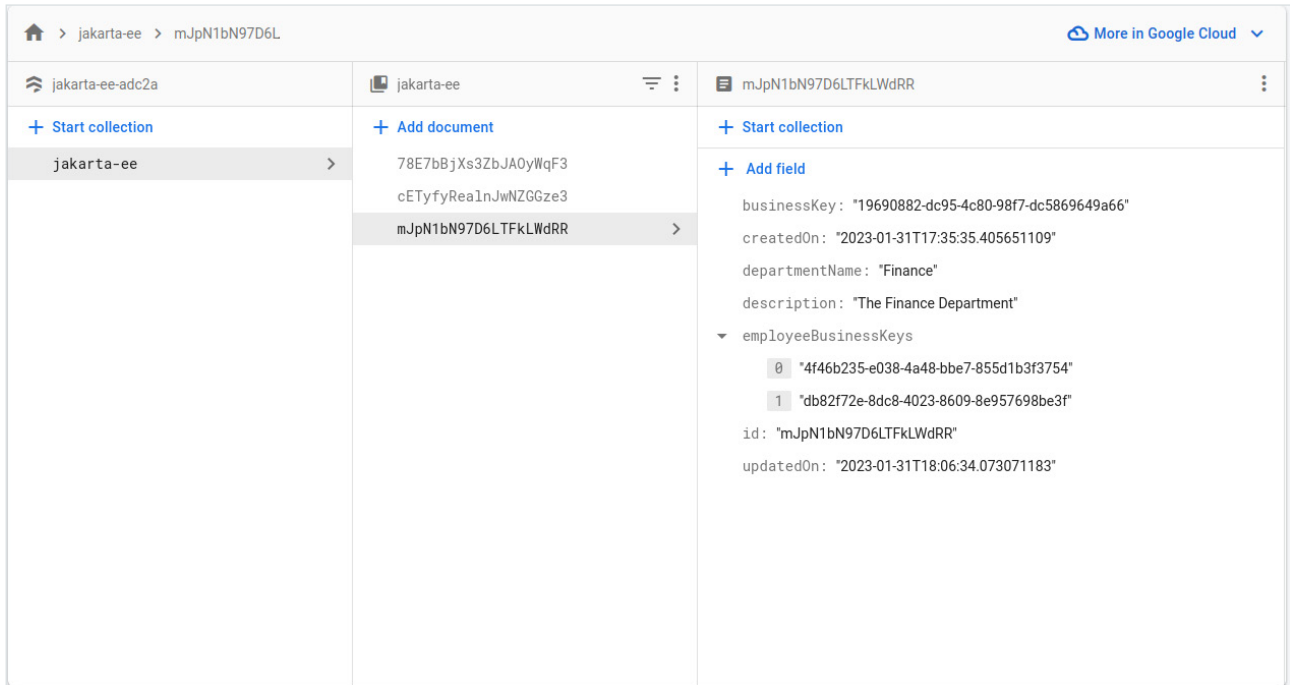 jakarta-ee > mJpN1bN97D6L
More in Google Cloud
jakarta-ee-adc2a
jakarta-ee
mJpN1bN97D6LTFkLWdRR
+ Start collection
+ Add document
+ Start collection
jakarta-ee
78E7bBjXs3ZbJAOyWqF3
cETyfyRealnJwNZGGze3
mJpN1bN97D6LTFkLWdRR
+ Add field
businessKey: "19690882-dc95-4c80-98f7-dc5869649a66"
createdOn: "2023-01-31T17:35:35.405651109"
departmentName: "Finance"
description: "The Finance Department"
employeeBusinessKeys
0 "4f46b235-e038-4a48-bbe7-855d1b3f3754"
1 "db82f72e-8dc8-4023-8609-8e957698be3f"
id: "mJpN1bN97D6LTFkLWdRR"
updatedOn: "2023-01-31T18:06:34.073071183"